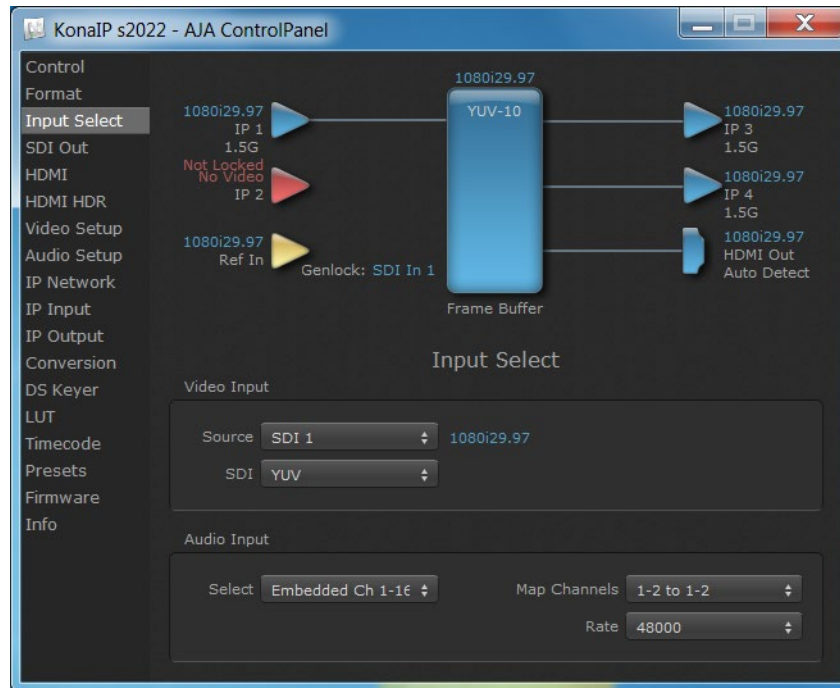 KonaIP s2022 - AJA ControlPanel
Control
Format
Input Select
SDI Out
HDMI
HDMI HDR
Video Setup
Audio Setup
IP Network
IP Input
IP Output
Conversion
DS Keyer
LUT
Timecode
Presets
Firmware
Info
1080i29.97
YUV-10
1080i29.97
IP 1
1.5G
Not Locked
No Video
IP 2
1080i29.97
Ref In
Genlock: SDI In 1
Frame Buffer
1080i29.97
IP 3
1.5G
1080i29.97
IP 4
1.5G
1080i29.97
HDMI Out
Auto Detect
Input Select
Video Input
Source SDI 1 1080i29.97
SDI YUV
Audio Input
Select Embedded Ch 1-16 Map Channels 1-2 to 1-2
Rate 48000